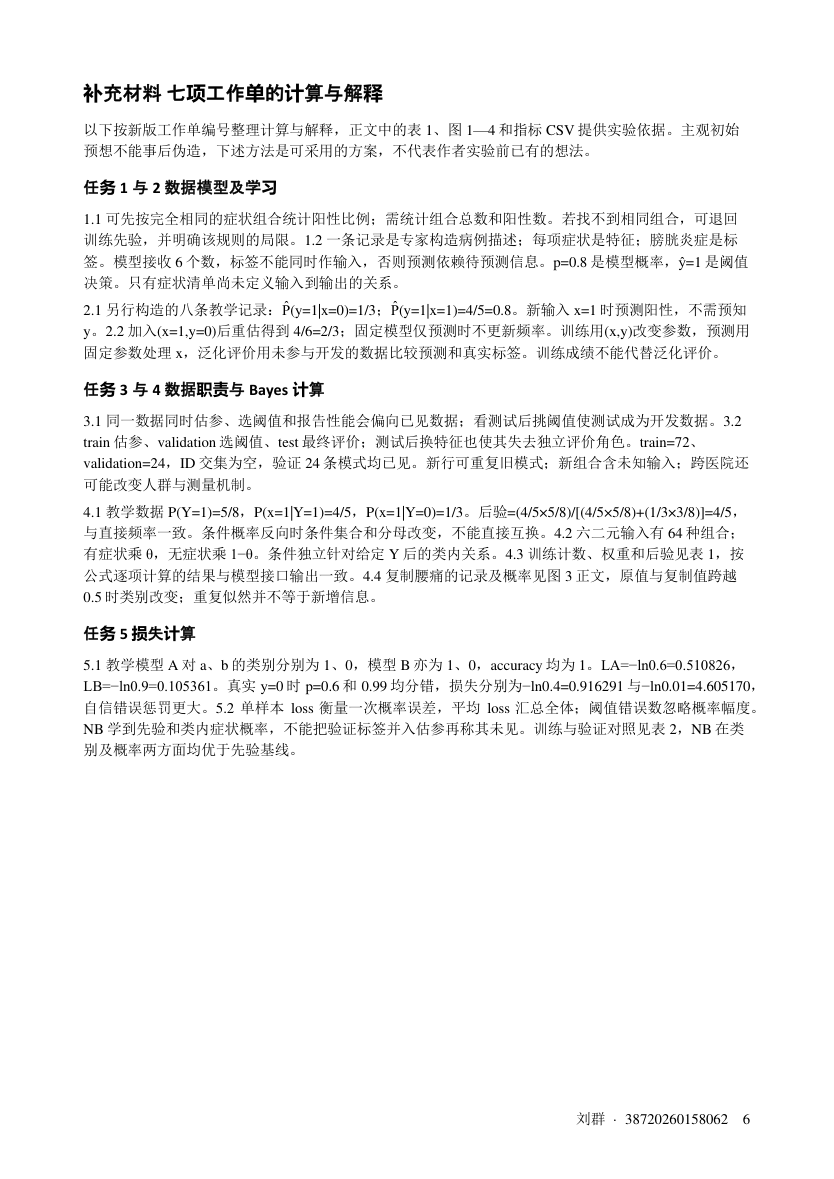 补充材料 七项工作单的计算与解释
以下按新版工作单编号整理计算与解释，正文中的表 1、图 1—4 和指标 CSV 提供实验依据。主观初始
预想不能事后伪造，下述方法是可采用的方案，不代表作者实验前已有的想法。
任务 1 与 2 数据模型及学习
1.1 可先按完全相同的症状组合统计阳性比例；需统计组合总数和阳性数。若找不到相同组合，可退回
训练先验，并明确该规则的局限。1.2 一条记录是专家构造病例描述；每项症状是特征；膀胱炎症是标
签。模型接收 6 个数，标签不能同时作输入，否则预测依赖待预测信息。p=0.8 是模型概率，ŷ=1 是阈值
决策。只有症状清单尚未定义输入到输出的关系。
2.1 另行构造的八条教学记录：P̂(y=1|x=0)=1/3；P̂(y=1|x=1)=4/5=0.8。新输入 x=1 时预测阳性，不需预知
y。2.2 加入(x=1,y=0)后重估得到 4/6=2/3；固定模型仅预测时不更新频率。训练用(x,y)改变参数，预测用
固定参数处理 x，泛化评价用未参与开发的数据比较预测和真实标签。训练成绩不能代替泛化评价。
任务 3 与 4 数据职责与 Bayes 计算
3.1 同一数据同时估参、选阈值和报告性能会偏向已见数据；看测试后挑阈值使测试成为开发数据。3.2
train 估参、validation 选阈值、test 最终评价；测试后换特征也使其失去独立评价角色。train=72、
validation=24，ID 交集为空，验证 24 条模式均已见。新行可重复旧模式；新组合含未知输入；跨医院还
可能改变人群与测量机制。
4.1 教学数据 P(Y=1)=5/8，P(x=1|Y=1)=4/5，P(x=1|Y=0)=1/3。后验=(4/5×5/8)/[(4/5×5/8)+(1/3×3/8)]=4/5，
与直接频率一致。条件概率反向时条件集合和分母改变，不能直接互换。4.2 六二元输入有 64 种组合；
有症状乘 θ，无症状乘 1−θ。条件独立针对给定 Y 后的类内关系。4.3 训练计数、权重和后验见表 1，按
公式逐项计算的结果与模型接口输出一致。4.4 复制腰痛的记录及概率见图 3 正文，原值与复制值跨越
0.5 时类别改变；重复似然并不等于新增信息。
任务 5 损失计算
5.1 教学模型 A 对 a、b 的类别分别为 1、0，模型 B 亦为 1、0，accuracy 均为 1。LA=−ln0.6=0.510826，
LB=−ln0.9=0.105361。真实 y=0 时 p=0.6 和 0.99 均分错，损失分别为−ln0.4=0.916291 与−ln0.01=4.605170，
自信错误惩罚更大。5.2 单样本 loss 衡量一次概率误差，平均 loss 汇总全体；阈值错误数忽略概率幅度。
NB 学到先验和类内症状概率，不能把验证标签并入估参再称其未见。训练与验证对照见表 2，NB 在类
别及概率两方面均优于先验基线。
刘群 · 38720260158062 6